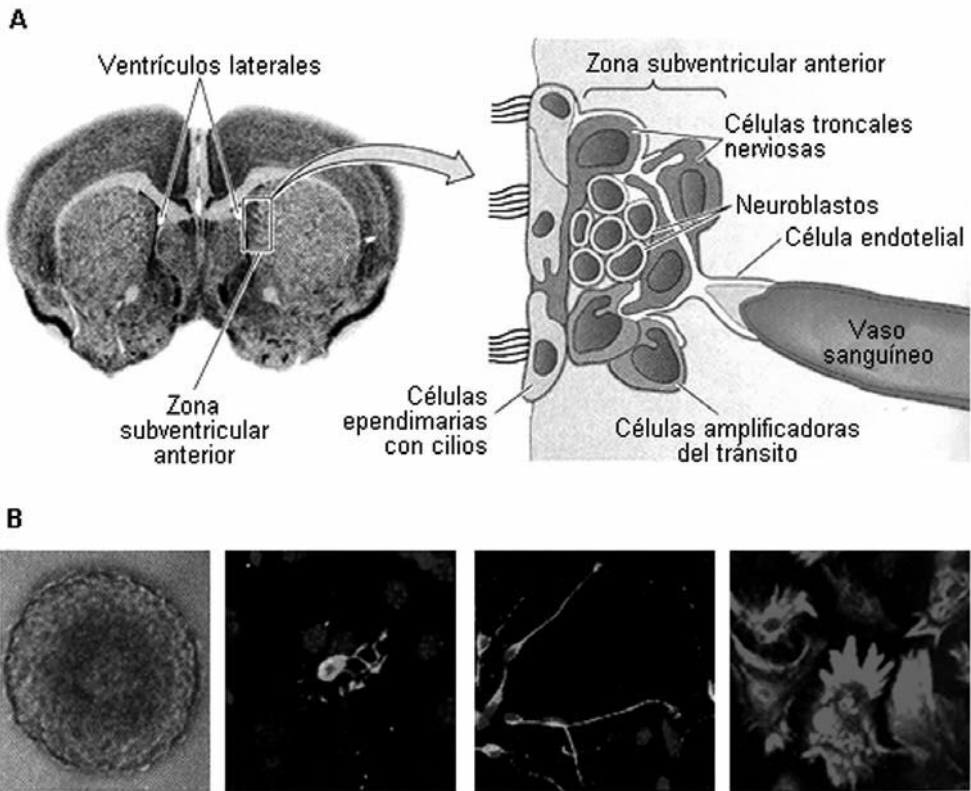 A
Ventrículos laterales
Zona subventricular anterior
Células troncales
nerviosas
Neuroblastos
Célula endotelial
Vaso
sanguíneo
Zona
subventricular
anterior
Células
ependimarias
con cilios
Células amplificadoras
del tránsito
B